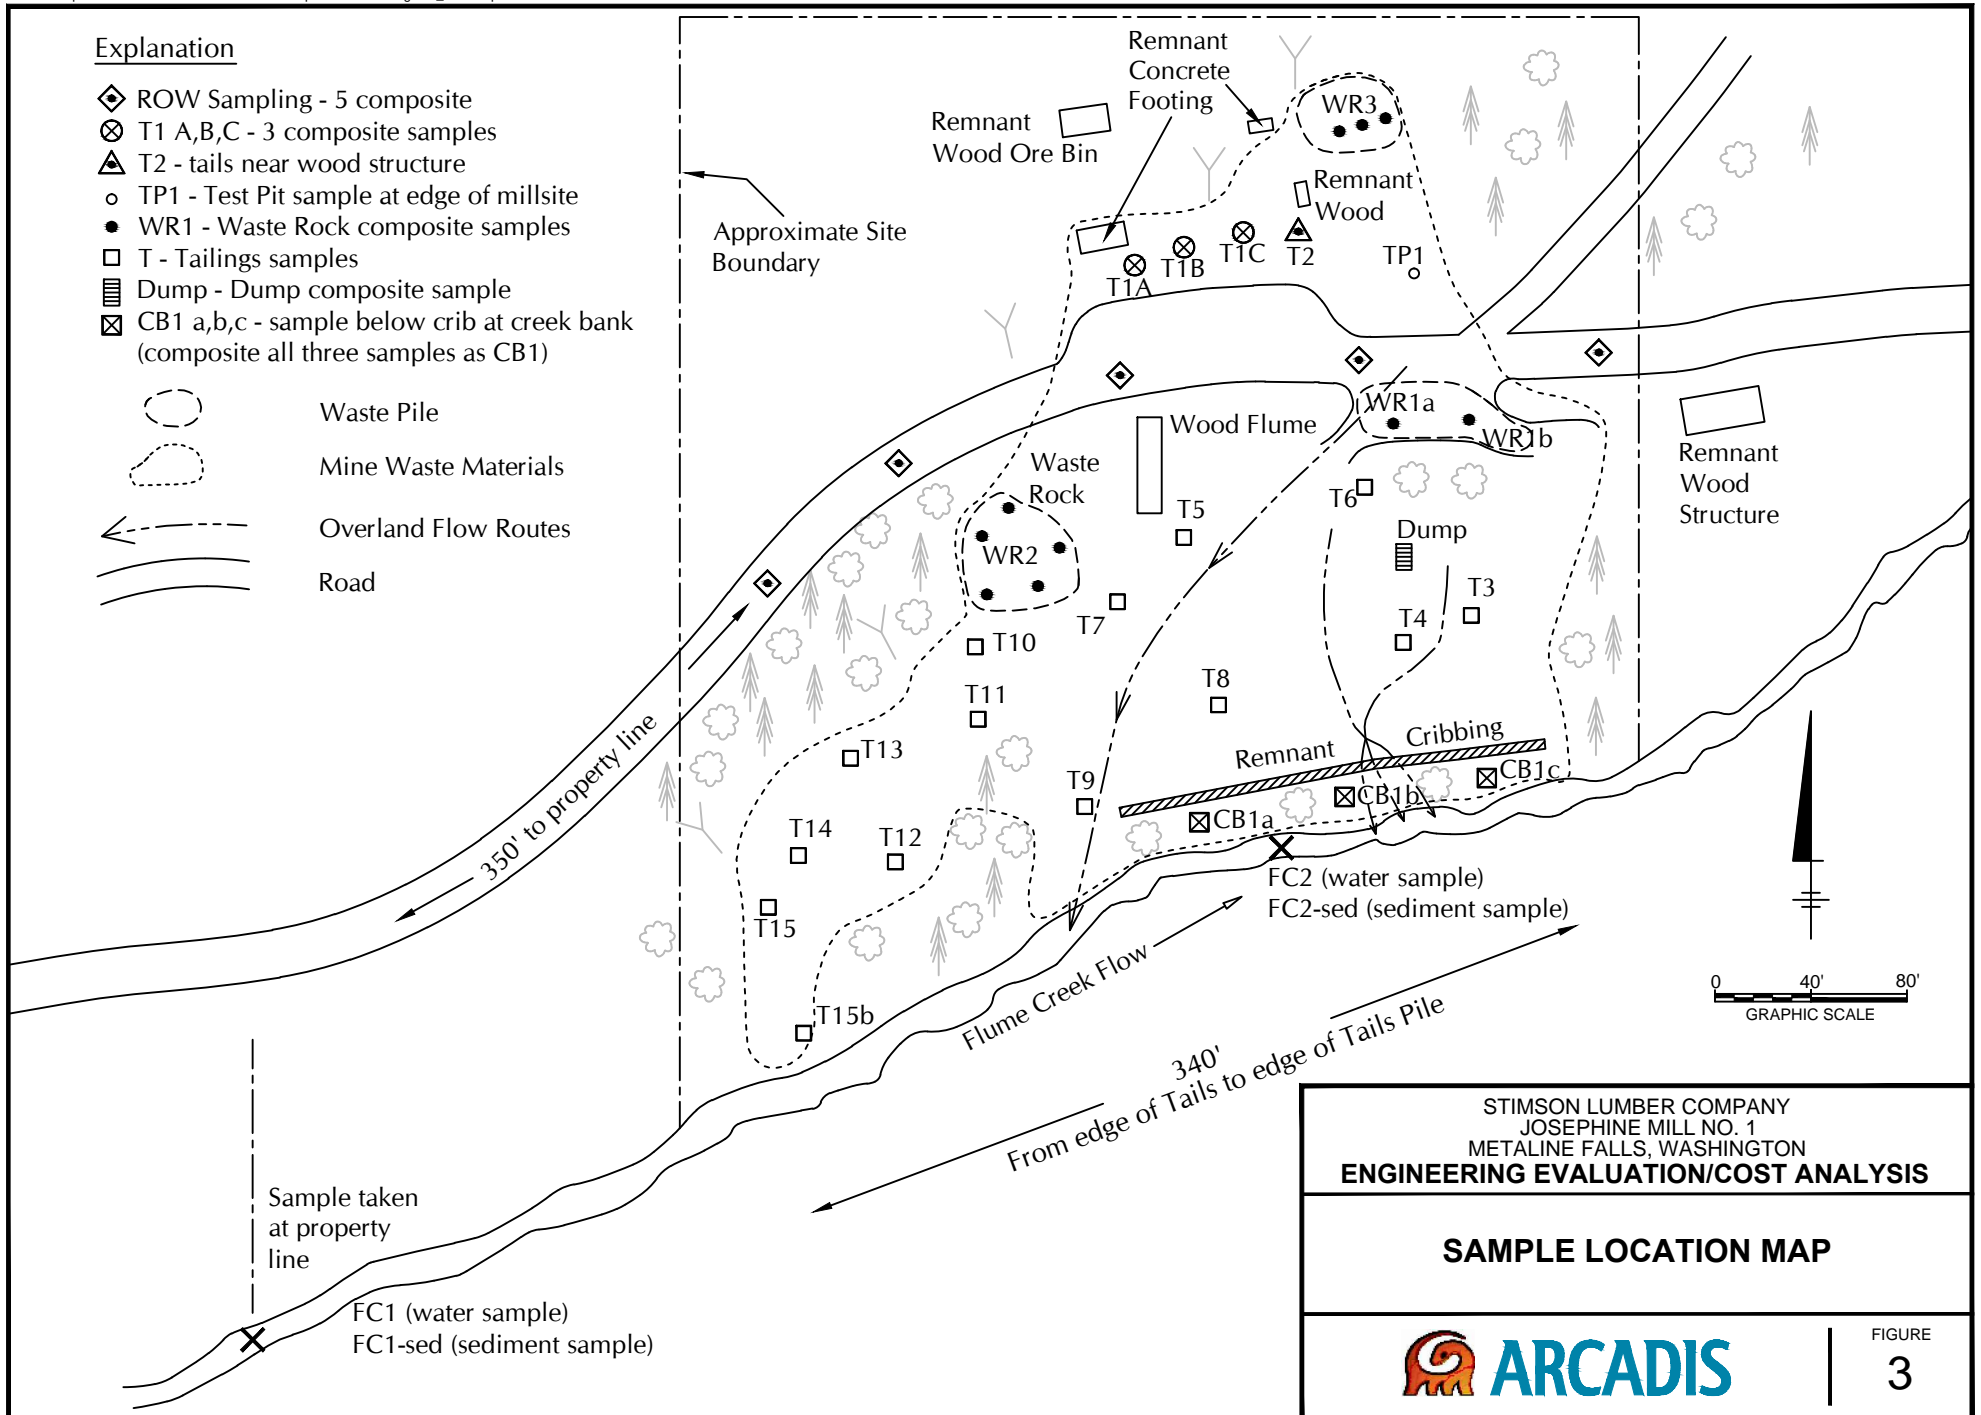 Explanation
ROW Sampling - 5 composite
T1 A,B,C - 3 composite samples
T2 - tails near wood structure
TP1 - Test Pit sample at edge of millsite
WR1 - Waste Rock composite samples
T - Tailings samples
Dump - Dump composite sample
CB1 a,b,c - sample below crib at creek bank
(composite all three samples as CB1)
Waste Pile
Mine Waste Materials
Overland Flow Routes
Road
Approximate Site
Boundary
Remnant
Wood Ore Bin
Remnant
Concrete
Footing
WR3
Remnant
Wood
T1A
T1B
T1C
T2
TP1
Wood Flume
WR1a
WR1b
Waste
Rock
WR2
Remnant
Wood
Structure
T5
T6
Dump
T3
T4
T7
T10
T11
T8
T13
T9
Remnant
Cribbing
CB1c
CB1b
CB1a
T14
T12
T15
T15b
350' to property line
FC2 (water sample)
FC2-sed (sediment sample)
Flume Creek Flow
340'
From edge of Tails to edge of Tails Pile
0 40' 80'
GRAPHIC SCALE
Sample taken
at property
line
FC1 (water sample)
FC1-sed (sediment sample)
STIMSON LUMBER COMPANY
JOSEPHINE MILL NO. 1
METALINE FALLS, WASHINGTON
ENGINEERING EVALUATION/COST ANALYSIS
SAMPLE LOCATION MAP
ARCADIS
FIGURE
3